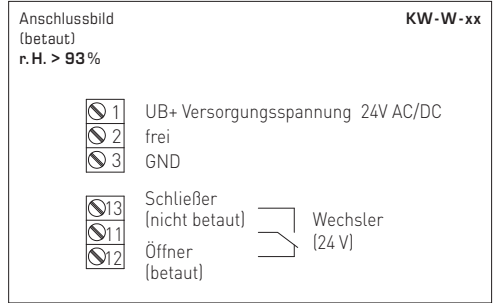 Anschlussbild KW-W-xx
(betaut)
r.H. > 93%
1 UB+ Versorgungsspannung 24V AC/DC
2 frei
3 GND
13 Schließer
(nicht betaut)
11 Wechsler
(24 V)
12 Öffner
(betaut)